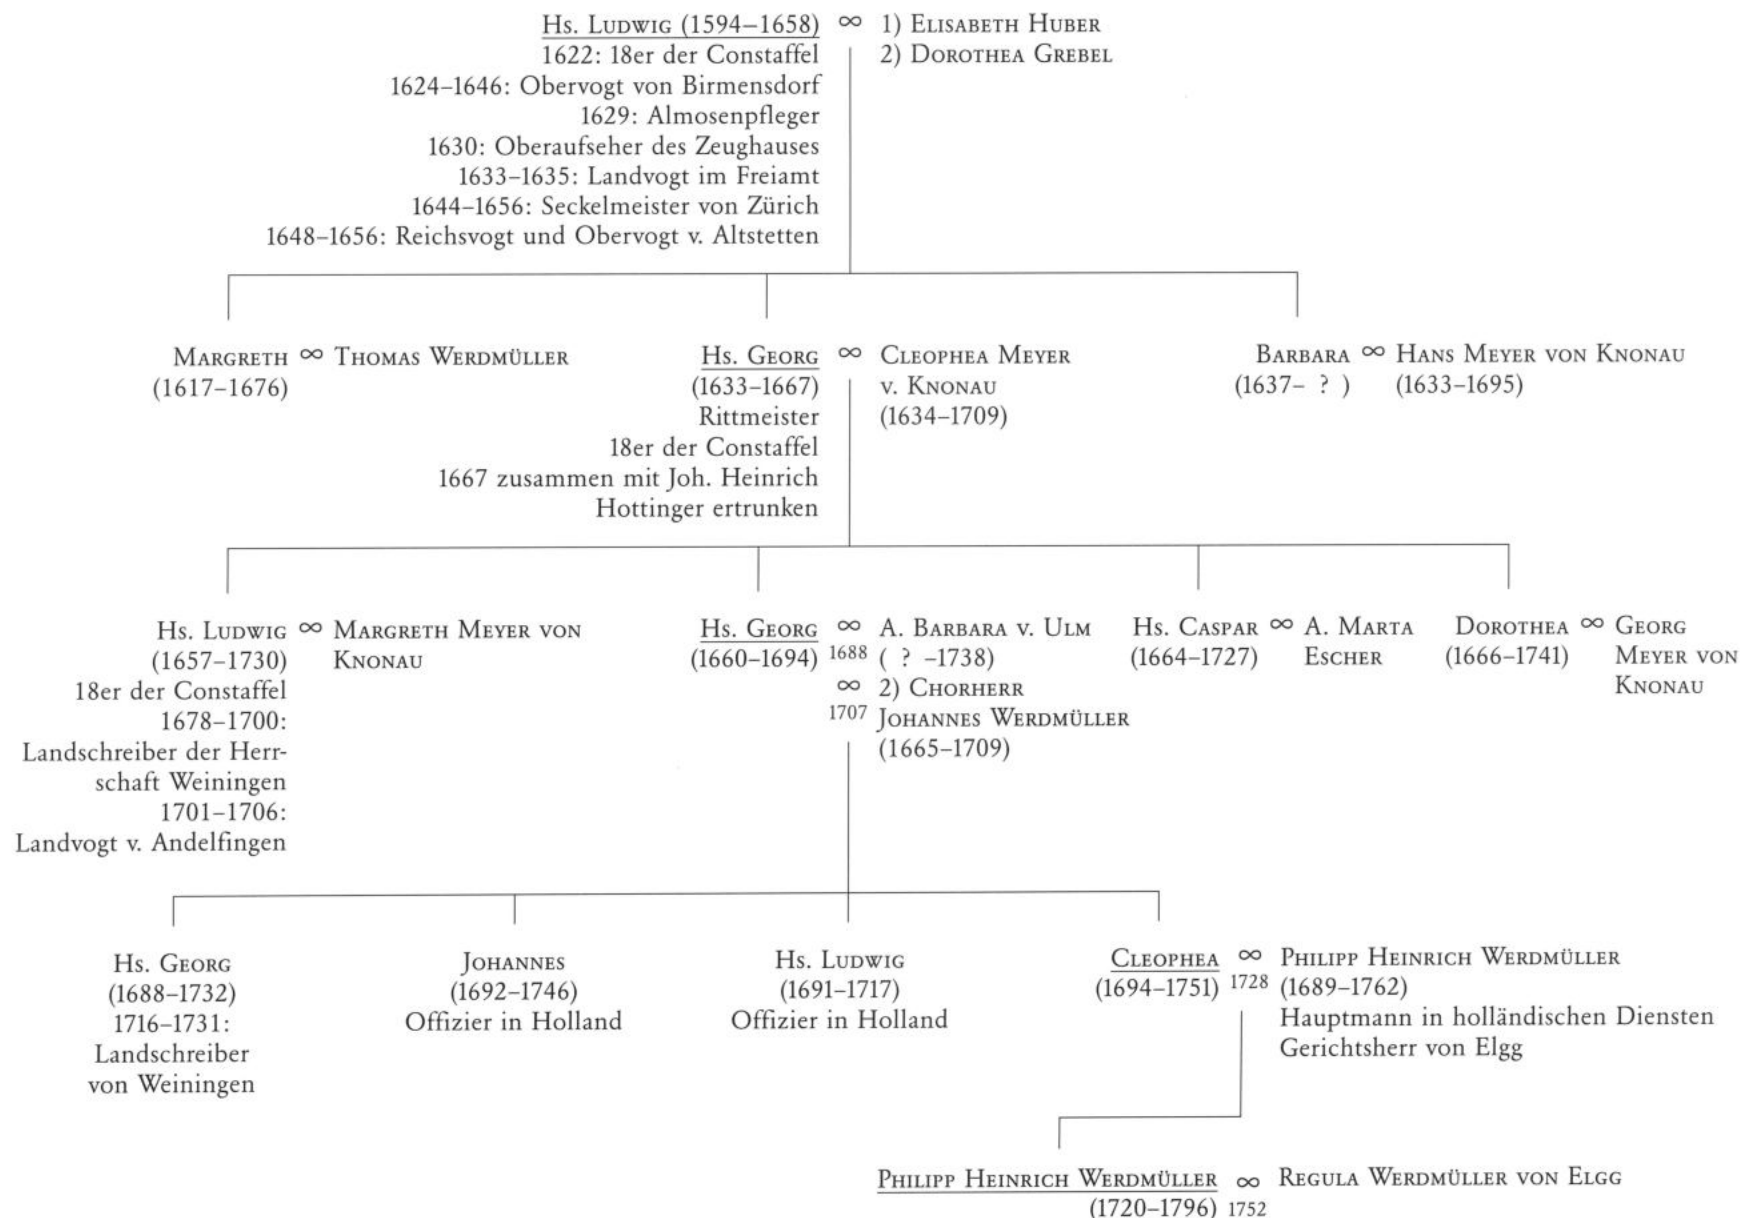 Hs. Ludwig (1594–1658) ∞ 1) Elisabeth Huber
1622: 18er der Constaffel 2) Dorothea Grebel
1624–1646: Obervogt von Birmensdorf
1629: Almosenpfleger
1630: Oberaufseher des Zeughauses
1633–1635: Landvogt im Freiamt
1644–1656: Seckelmeister von Zürich
1648–1656: Reichsvogt und Obervogt v. Altstetten
Margreth ∞ Thomas Werdmüller
(1617–1676)
Hs. Georg ∞ Cleophea Meyer
(1633–1667) v. Knonau
Rittmeister (1634–1709)
18er der Constaffel
1667 zusammen mit Joh. Heinrich
Hottinger ertrunken
Barbara ∞ Hans Meyer von Knonau
(1637– ? ) (1633–1695)
Hs. Ludwig ∞ Margreth Meyer von
(1657–1730) Knonau
18er der Constaffel
1678–1700:
Landschreiber der Herr-
schaft Weiningen
1701–1706:
Landvogt v. Andelfingen
Hs. Georg ∞ A. Barbara v. Ulm
(1660–1694) 1688 ( ? –1738)
∞ 2) Chorherr
1707 Johannes Werdmüller
(1665–1709)
Hs. Caspar ∞ A. Marta
(1664–1727) Escher
Dorothea ∞ Georg
(1666–1741) Meyer von
Knonau
Hs. Georg
(1688–1732)
1716–1731:
Landschreiber
von Weiningen
Johannes
(1692–1746)
Offizier in Holland
Hs. Ludwig
(1691–1717)
Offizier in Holland
Cleophea ∞ Philipp Heinrich Werdmüller
(1694–1751) 1728 (1689–1762)
Hauptmann in holländischen Diensten
Gerichtsherr von Elgg
Philipp Heinrich Werdmüller ∞ Regula Werdmüller von Elgg
(1720–1796) 1752